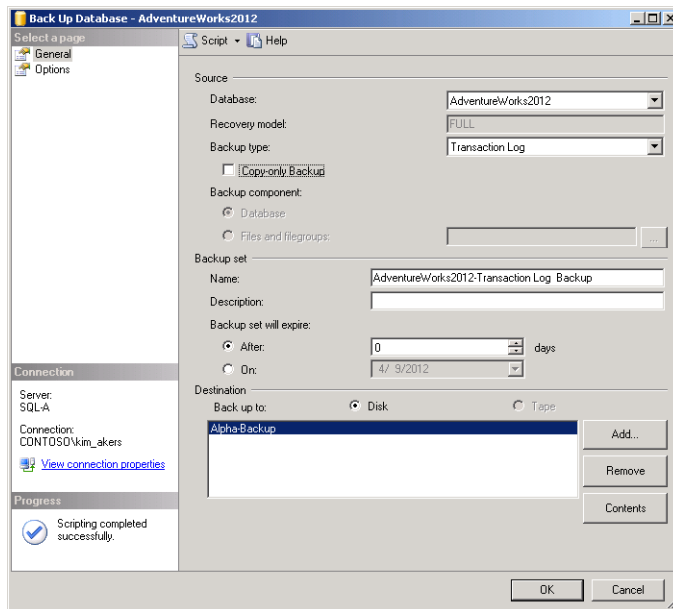 Back Up Database - AdventureWorks2012
Select a page
General
Options
Script Help
Source
Database: AdventureWorks2012
Recovery model: FULL
Backup type: Transaction Log
Copy-only Backup
Backup component:
Database
Files and filegroups: ...
Backup set
Name: AdventureWorks2012-Transaction Log Backup
Description:
Backup set will expire:
After: 0 days
On: 4/ 9/2012
Destination
Back up to: Disk Tape
Alpha-Backup
Add...
Remove
Contents
Connection
Server:
SQL-A
Connection:
CONTOSO\kim_akers
View connection properties
Progress
Scripting completed
successfully.
OK Cancel